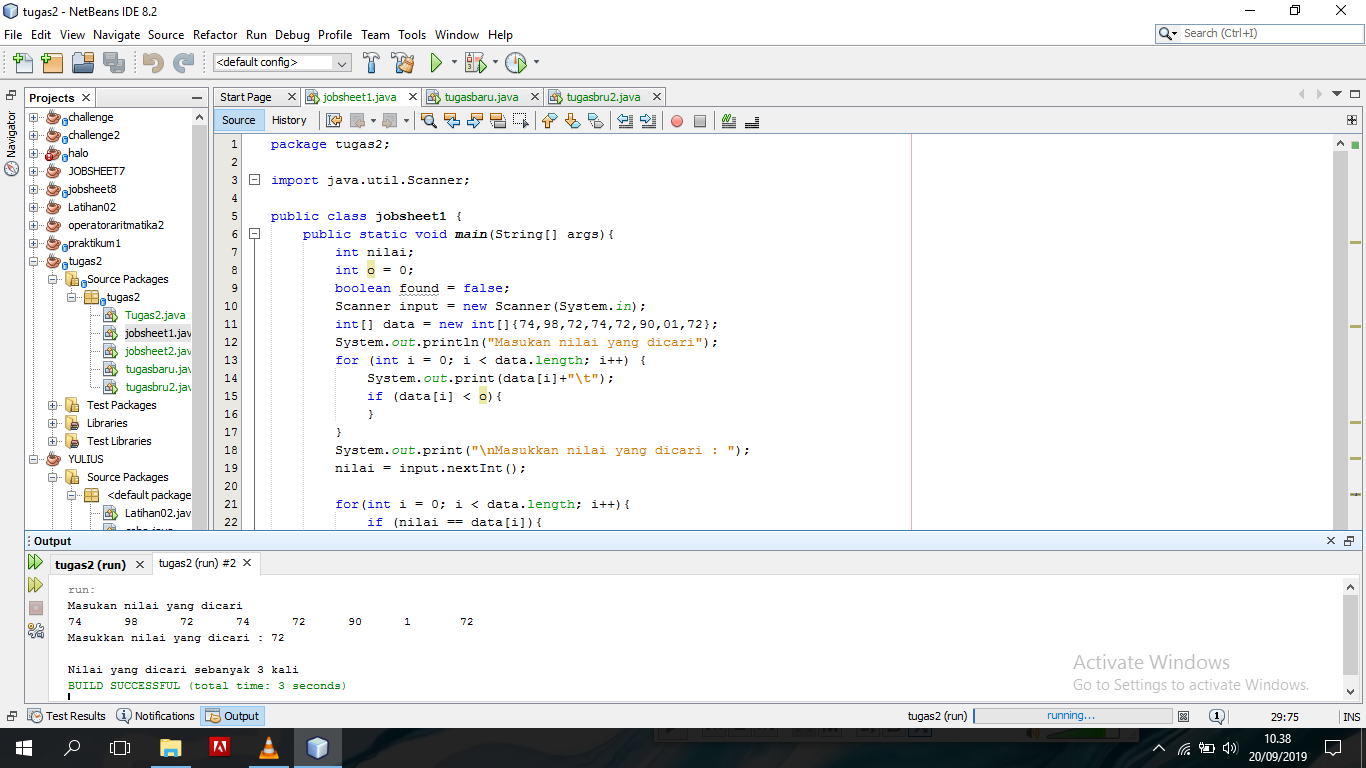 tugas2 - NetBeans IDE 8.2
File Edit View Navigate Source Refactor Run Debug Profile Team Tools Window Help
Search (Ctrl+I)
<default config>
Projects
Start Page
jobsheet1.java
tugasbaru.java
tugasbru2.java
Navigator
Source History
challenge
challenge2
halo
JOBSHEET7
jobsheet8
Latihan02
operatoraritmatika2
praktikum1
tugas2
Source Packages
tugas2
Tugas2.java
jobsheet1.jav
jobsheet2.jav
tugasbaru.jav
tugasbru2.jav
Test Packages
Libraries
Test Libraries
YULIUS
Source Packages
<default package
Latihan02.jav
1 package tugas2;
2
3 import java.util.Scanner;
4
5 public class jobsheet1 {
6 public static void main(String[] args){
7 int nilai;
8 int o = 0;
9 boolean found = false;
10 Scanner input = new Scanner(System.in);
11 int[] data = new int[]{74,98,72,74,72,90,01,72};
12 System.out.println("Masukan nilai yang dicari");
13 for (int i = 0; i < data.length; i++) {
14 System.out.print(data[i]+"\t");
15 if (data[i] < o){
16 }
17 }
18 System.out.print("\nMasukkan nilai yang dicari : ");
19 nilai = input.nextInt();
20
21 for(int i = 0; i < data.length; i++){
22 if (nilai == data[i]){
Output
tugas2 (run)
tugas2 (run) #2
run:
Masukan nilai yang dicari
74 98 72 74 72 90 1 72
Masukkan nilai yang dicari : 72
Nilai yang dicari sebanyak 3 kali
BUILD SUCCESSFUL (total time: 3 seconds)
Activate Windows
Go to Settings to activate Windows.
Test Results Notifications Output
tugas2 (run)
running...
1
29:75
INS
10.38
20/09/2019